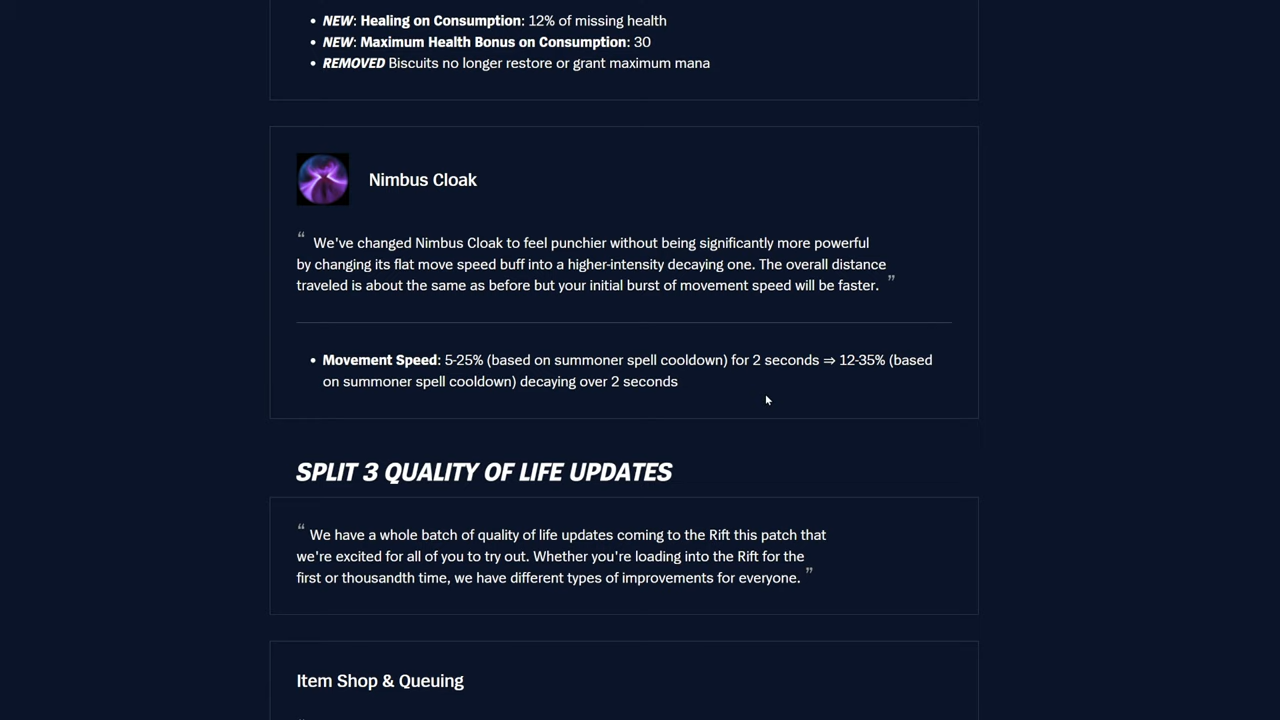 • NEW: Healing on Consumption: 12% of missing health
• NEW: Maximum Health Bonus on Consumption: 30
• REMOVED Biscuits no longer restore or grant maximum mana
Nimbus Cloak
“ We've changed Nimbus Cloak to feel punchier without being significantly more powerful
by changing its flat move speed buff into a higher-intensity decaying one. The overall distance
traveled is about the same as before but your initial burst of movement speed will be faster. ”
• Movement Speed: 5-25% (based on summoner spell cooldown) for 2 seconds ⇒ 12-35% (based
on summoner spell cooldown) decaying over 2 seconds
SPLIT 3 QUALITY OF LIFE UPDATES
“ We have a whole batch of quality of life updates coming to the Rift this patch that
we're excited for all of you to try out. Whether you're loading into the Rift for the
first or thousandth time, we have different types of improvements for everyone. ”
Item Shop & Queuing